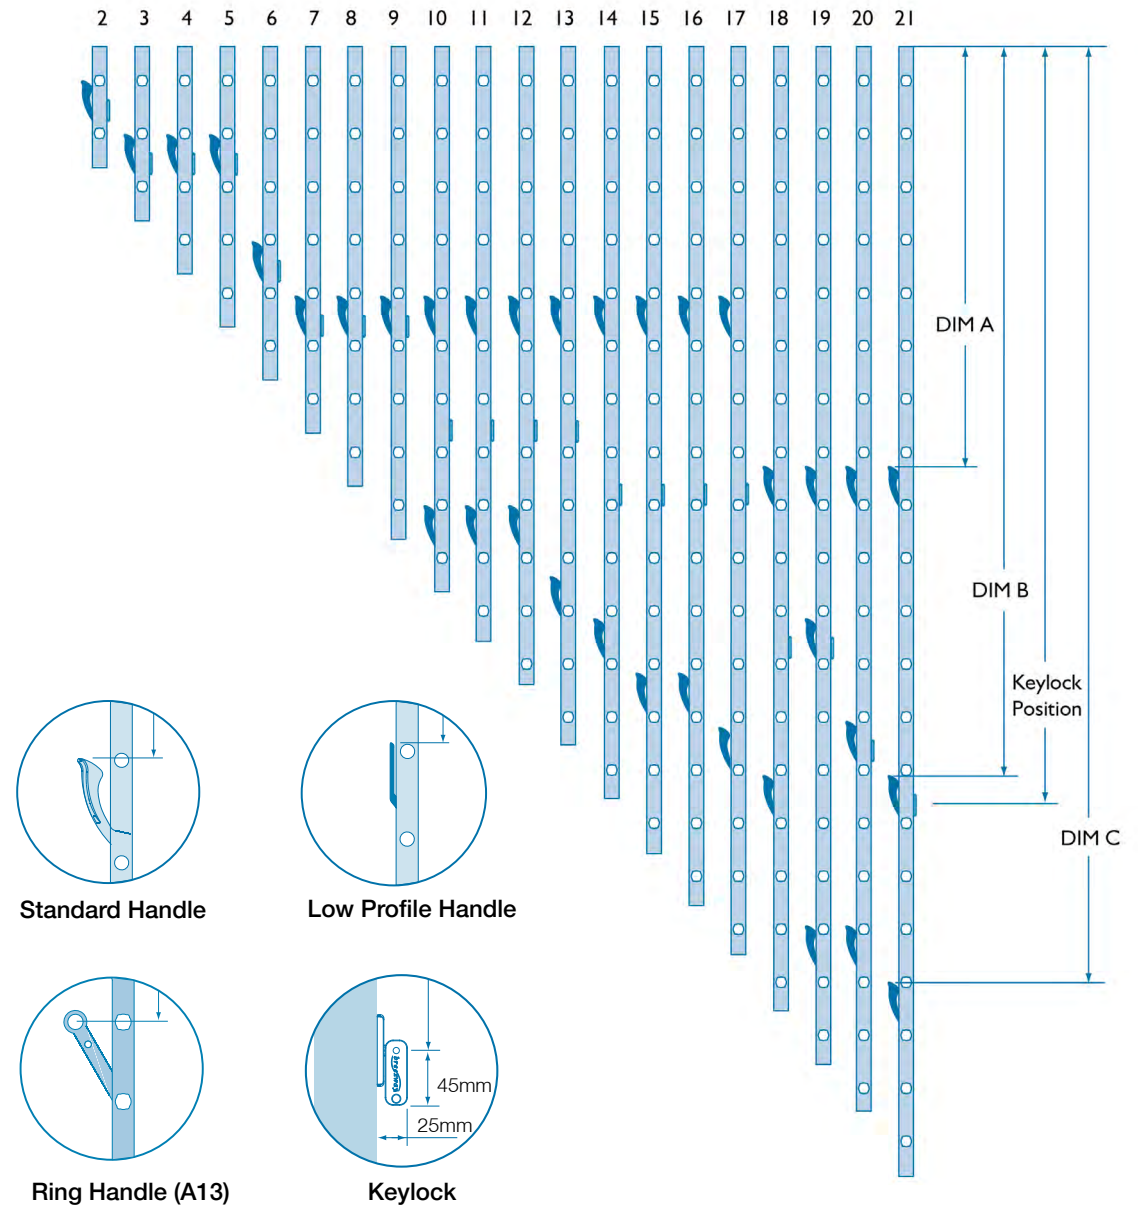 2 3 4 5 6 7 8 9 10 11 12 13 14 15 16 17 18 19 20 21
DIM A
DIM B
Keylock
Position
DIM C
Standard Handle
Low Profile Handle
45mm
25mm
Ring Handle (A13)
Keylock